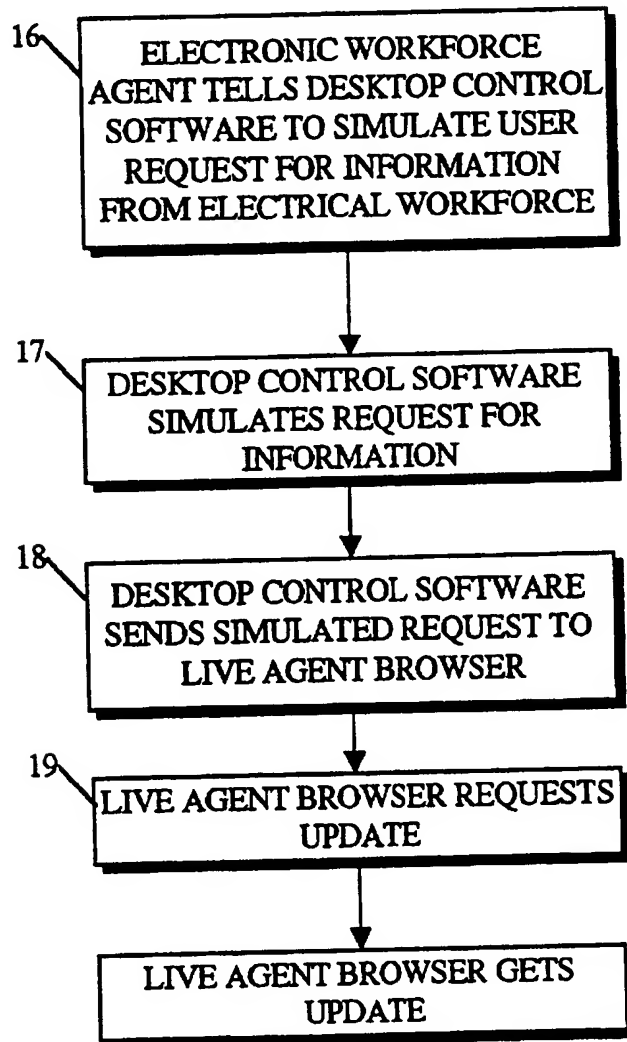 16
ELECTRONIC WORKFORCE
AGENT TELLS DESKTOP CONTROL
SOFTWARE TO SIMULATE USER
REQUEST FOR INFORMATION
FROM ELECTRICAL WORKFORCE
17
DESKTOP CONTROL SOFTWARE
SIMULATES REQUEST FOR
INFORMATION
18
DESKTOP CONTROL SOFTWARE
SENDS SIMULATED REQUEST TO
LIVE AGENT BROWSER
19
LIVE AGENT BROWSER REQUESTS
UPDATE
LIVE AGENT BROWSER GETS
UPDATE